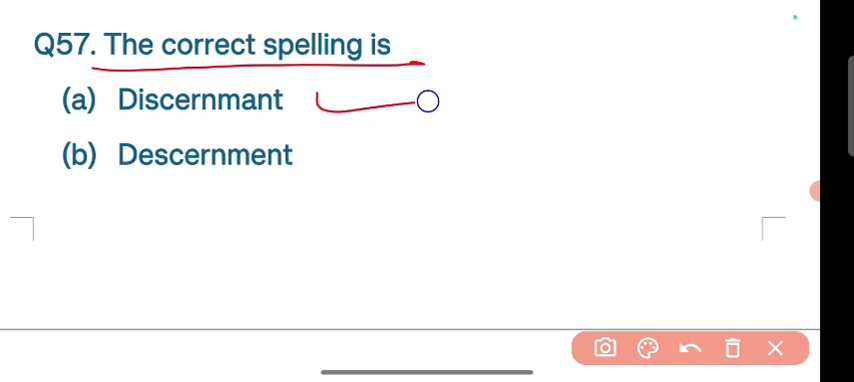 Q57. The correct spelling is
(a) Discernmant
(b) Descernment